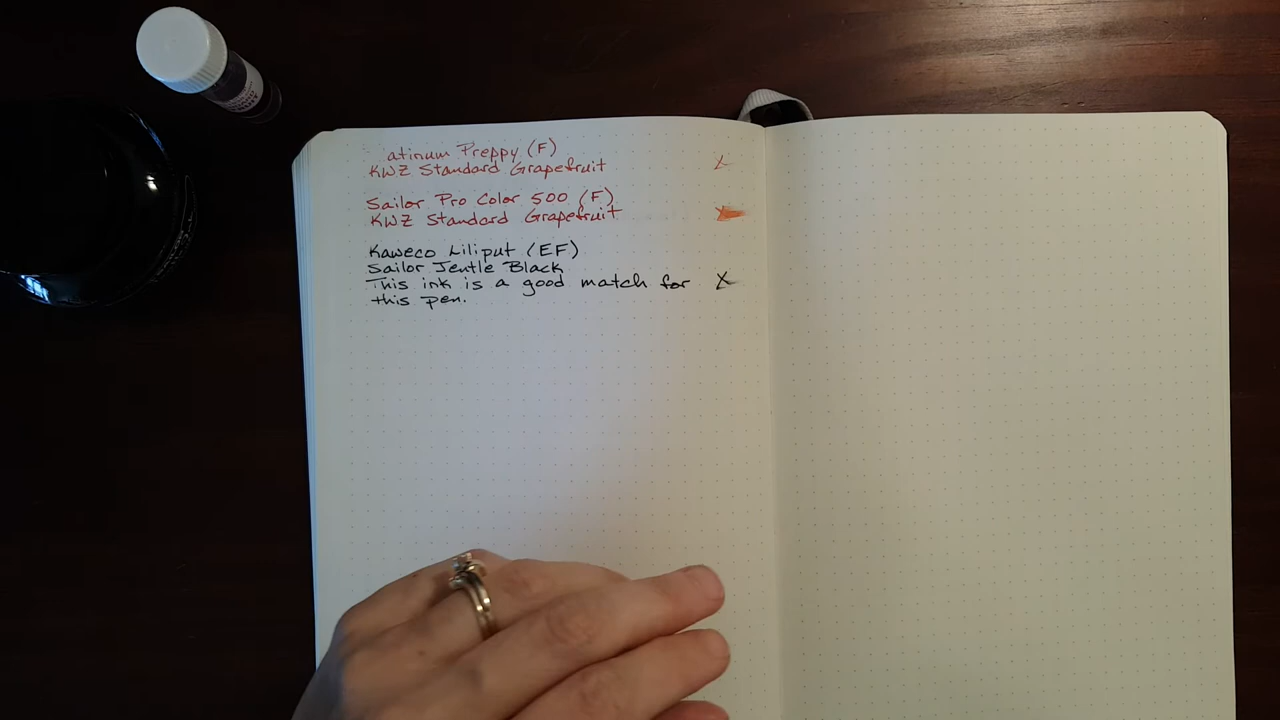 atinum Preppy (F)
KWZ Standard Grapefruit X
Sailor Pro Color 500 (F)
KWZ Standard Grapefruit X
Kaweco Liliput (EF)
Sailor Jentle Black
This ink is a good match for X
this pen.